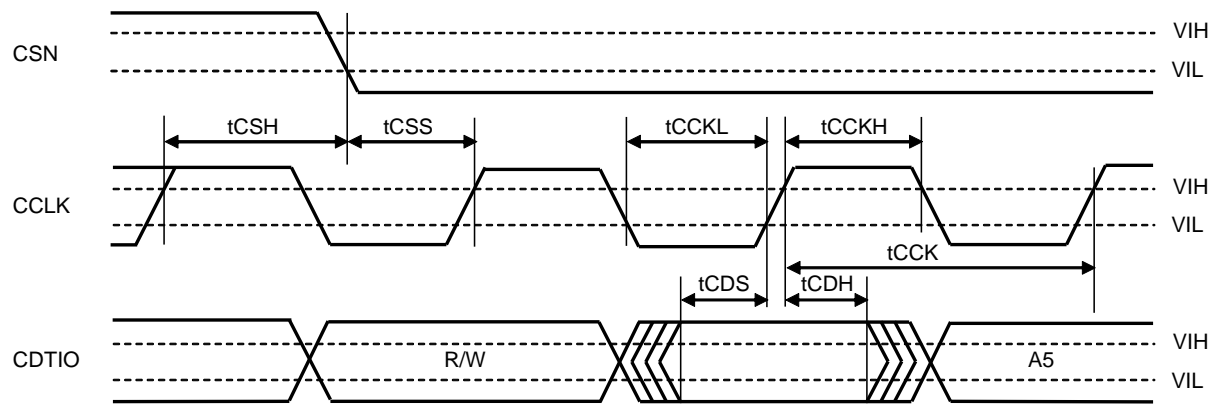 CSN
VIH
VIL
tCSH
tCSS
tCCKL
tCCKH
CCLK
VIH
VIL
tCCK
tCDS
tCDH
CDTIO
R/W
A5
VIH
VIL